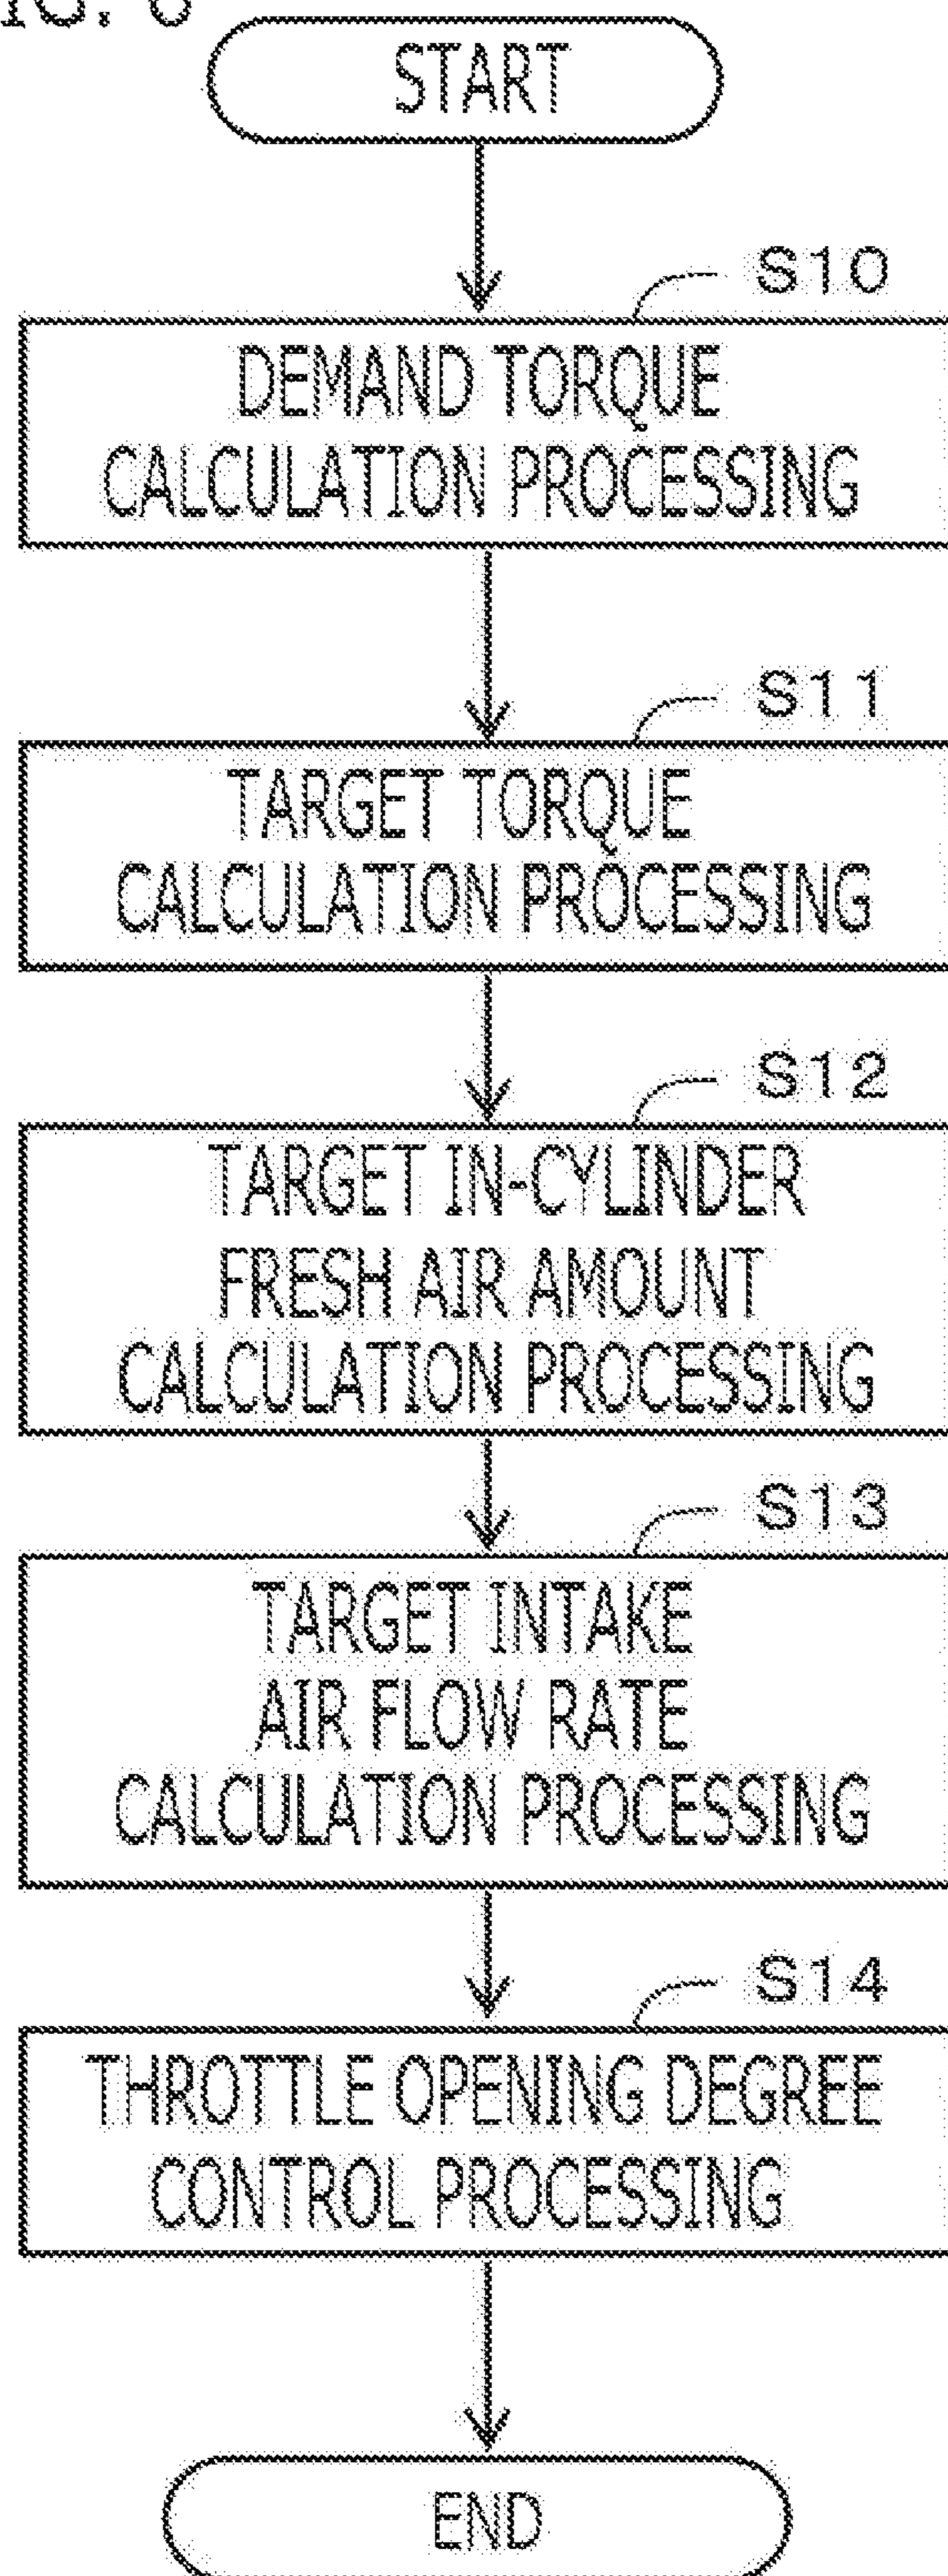 START
S10
DEMAND TORQUE
CALCULATION PROCESSING
S11
TARGET TORQUE
CALCULATION PROCESSING
S12
TARGET IN-CYLINDER
FRESH AIR AMOUNT
CALCULATION PROCESSING
S13
TARGET INTAKE
AIR FLOW RATE
CALCULATION PROCESSING
S14
THROTTLE OPENING DEGREE
CONTROL PROCESSING
END